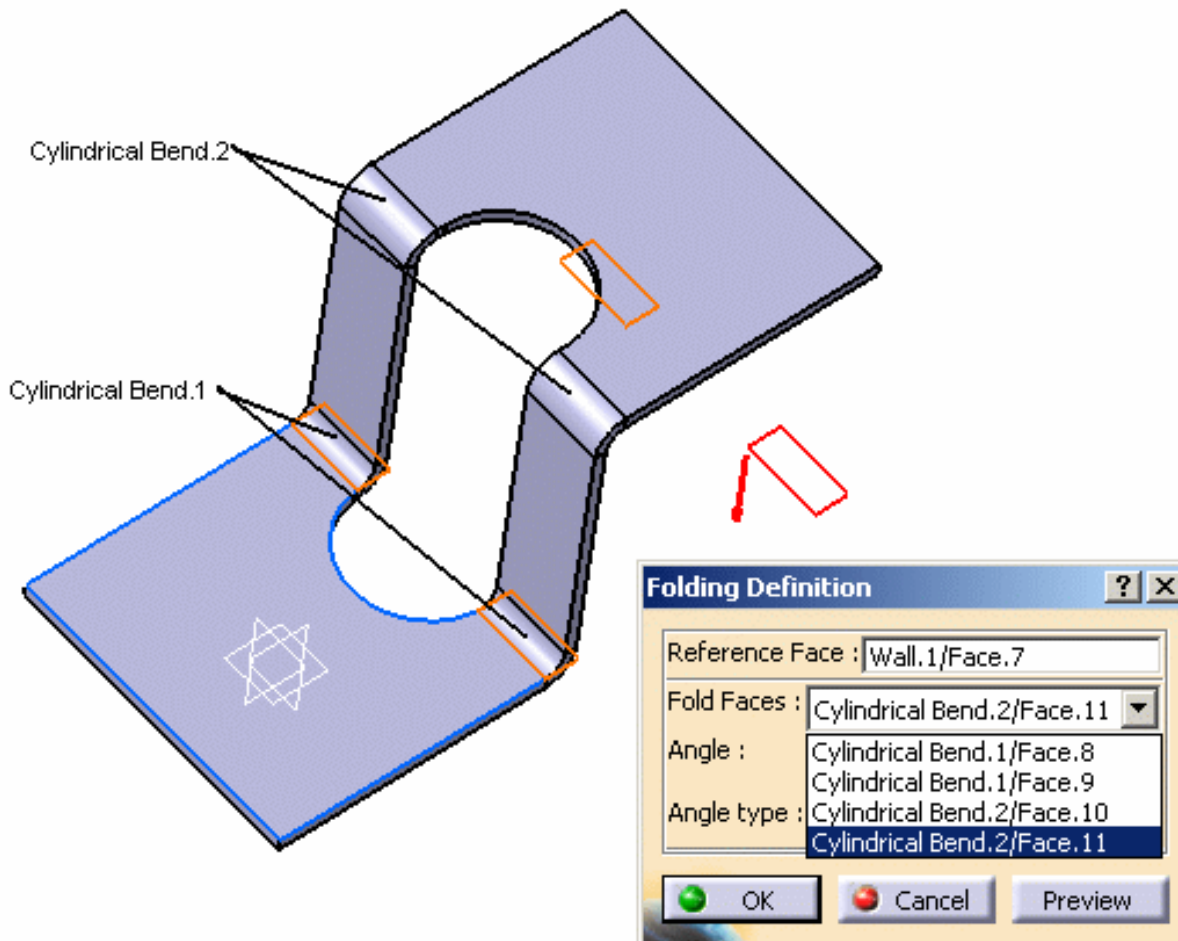 Cylindrical Bend.2
Cylindrical Bend.1
Folding Definition
Reference Face : Wall.1/Face.7
Fold Faces : Cylindrical Bend.2/Face.11
Angle :
Cylindrical Bend.1/Face.8
Cylindrical Bend.1/Face.9
Angle type :
Cylindrical Bend.2/Face.10
Cylindrical Bend.2/Face.11
OK
Cancel
Preview